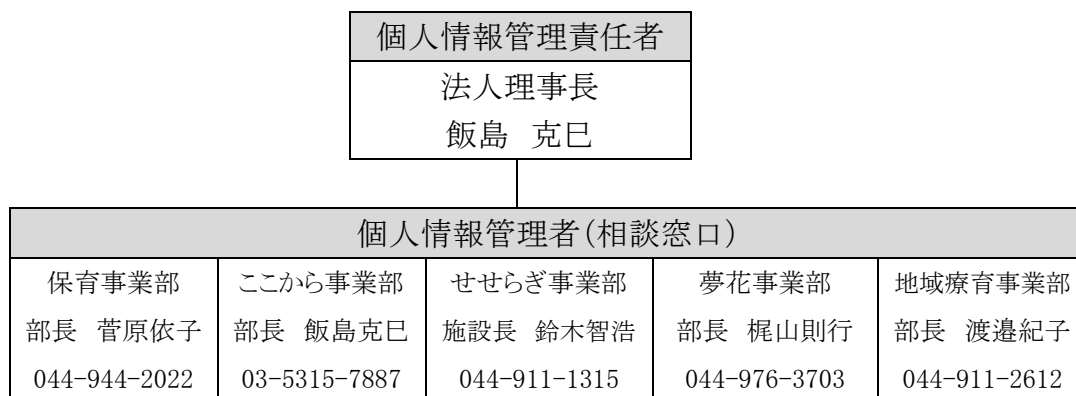 個人情報管理責任者
法人理事長
飯島 克巳
個人情報管理者(相談窓口)
保育事業部 ここから事業部 せせらぎ事業部 夢花事業部 地域療育事業部
部長 菅原依子 部長 飯島克巳 施設長 鈴木智浩 部長 梶山則行 部長 渡邉紀子
044-944-2022 03-5315-7887 044-911-1315 044-976-3703 044-911-2612